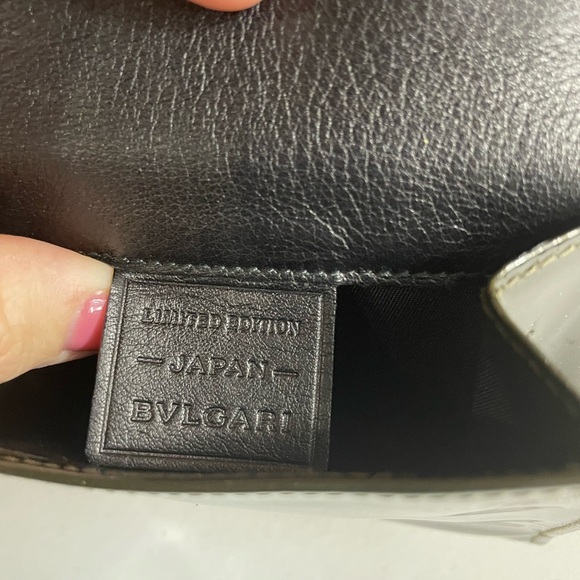 LIMITED EDITION
— JAPAN —
BVLGARI